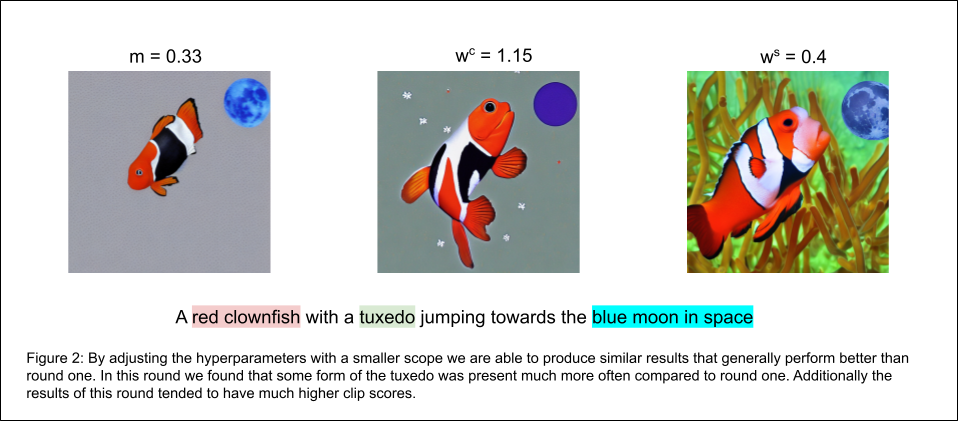 m = 0.33
wᶜ = 1.15
wˢ = 0.4
A red clownfish with a tuxedo jumping towards the blue moon in space
Figure 2: By adjusting the hyperparameters with a smaller scope we are able to produce similar results that generally perform better than
round one. In this round we found that some form of the tuxedo was present much more often compared to round one. Additionally the
results of this round tended to have much higher clip scores.